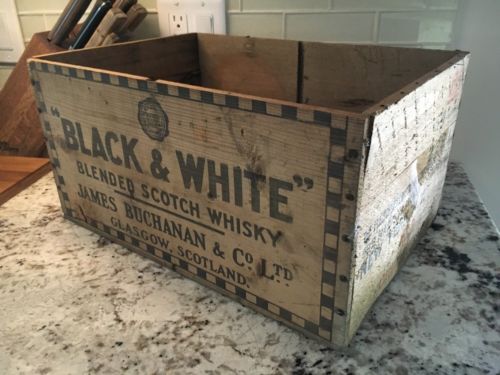 "BLACK & WHITE"
BLENDED SCOTCH WHISKY
JAMES BUCHANAN & Co. LTD
GLASGOW, SCOTLAND.